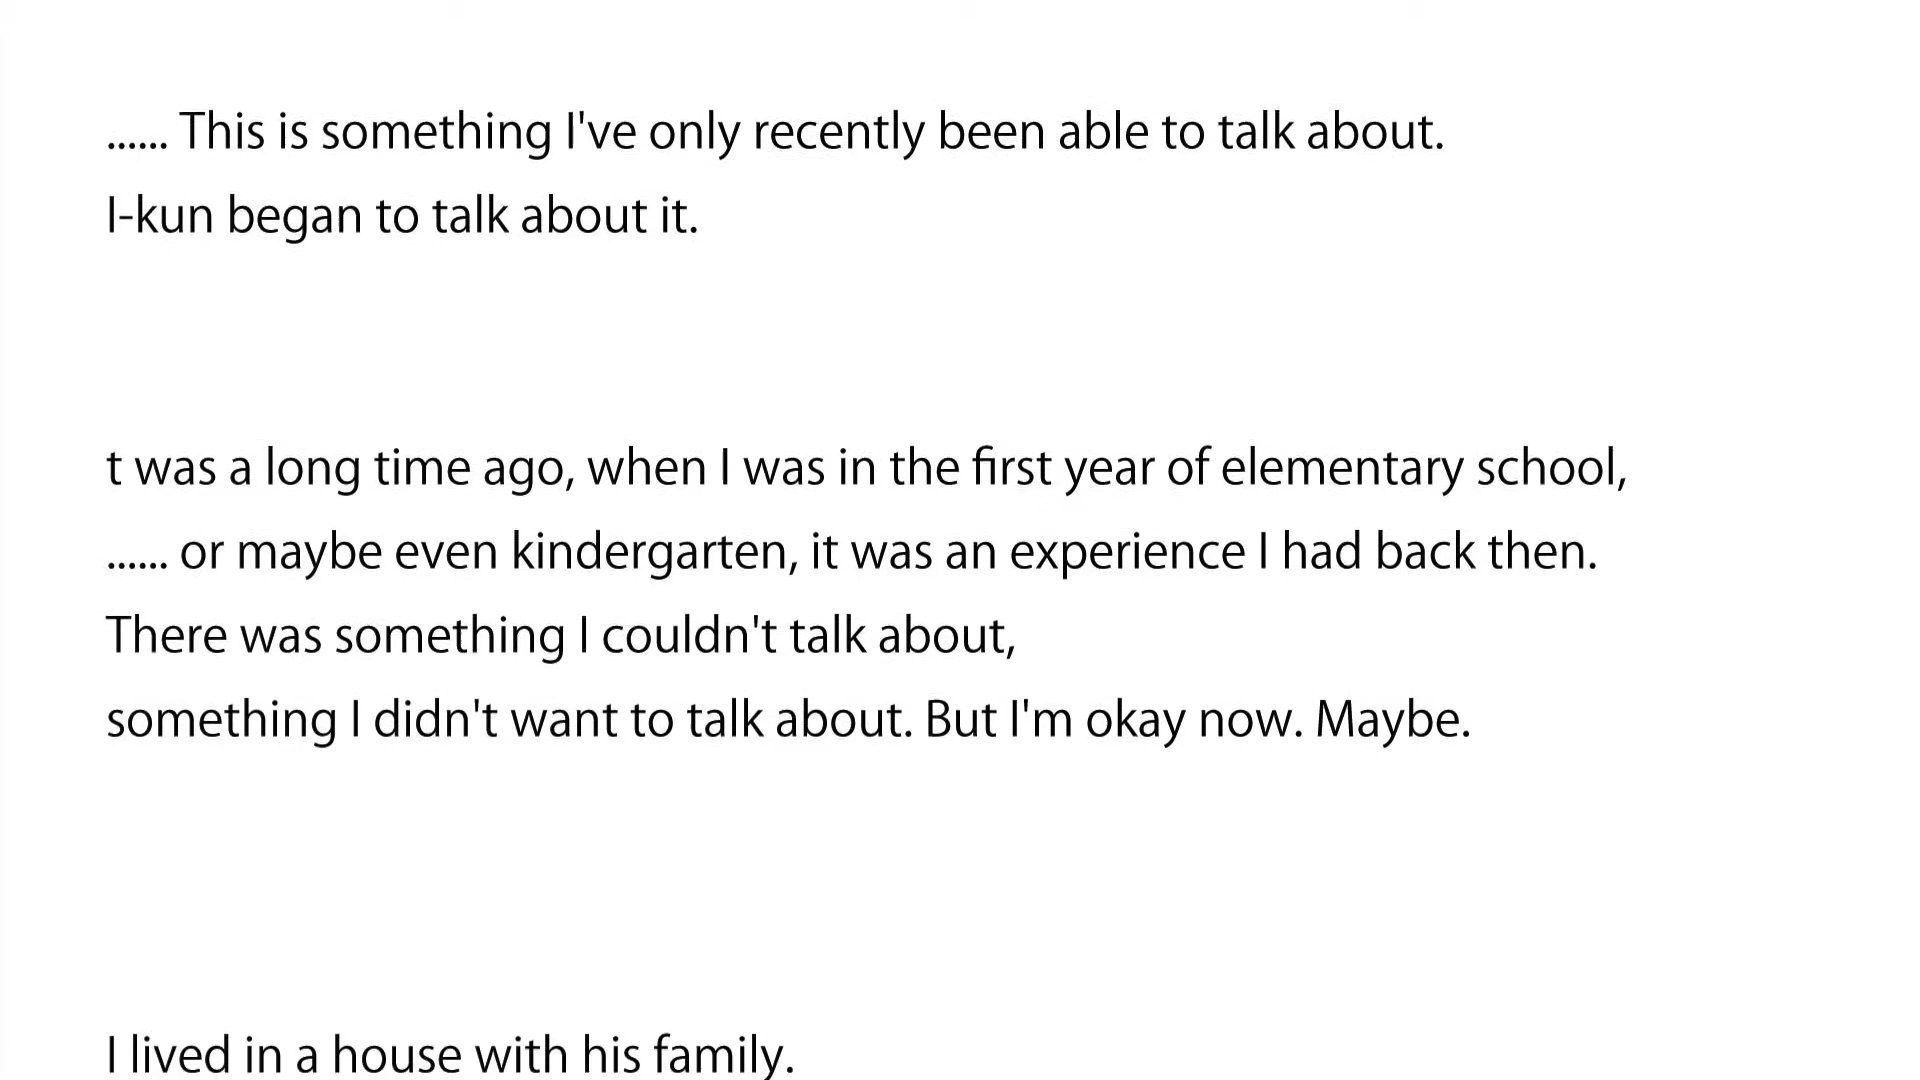 ...... This is something I've only recently been able to talk about.
I-kun began to talk about it.
t was a long time ago, when I was in the first year of elementary school,
...... or maybe even kindergarten, it was an experience I had back then.
There was something I couldn't talk about,
something I didn't want to talk about. But I'm okay now. Maybe.
I lived in a house with his family.